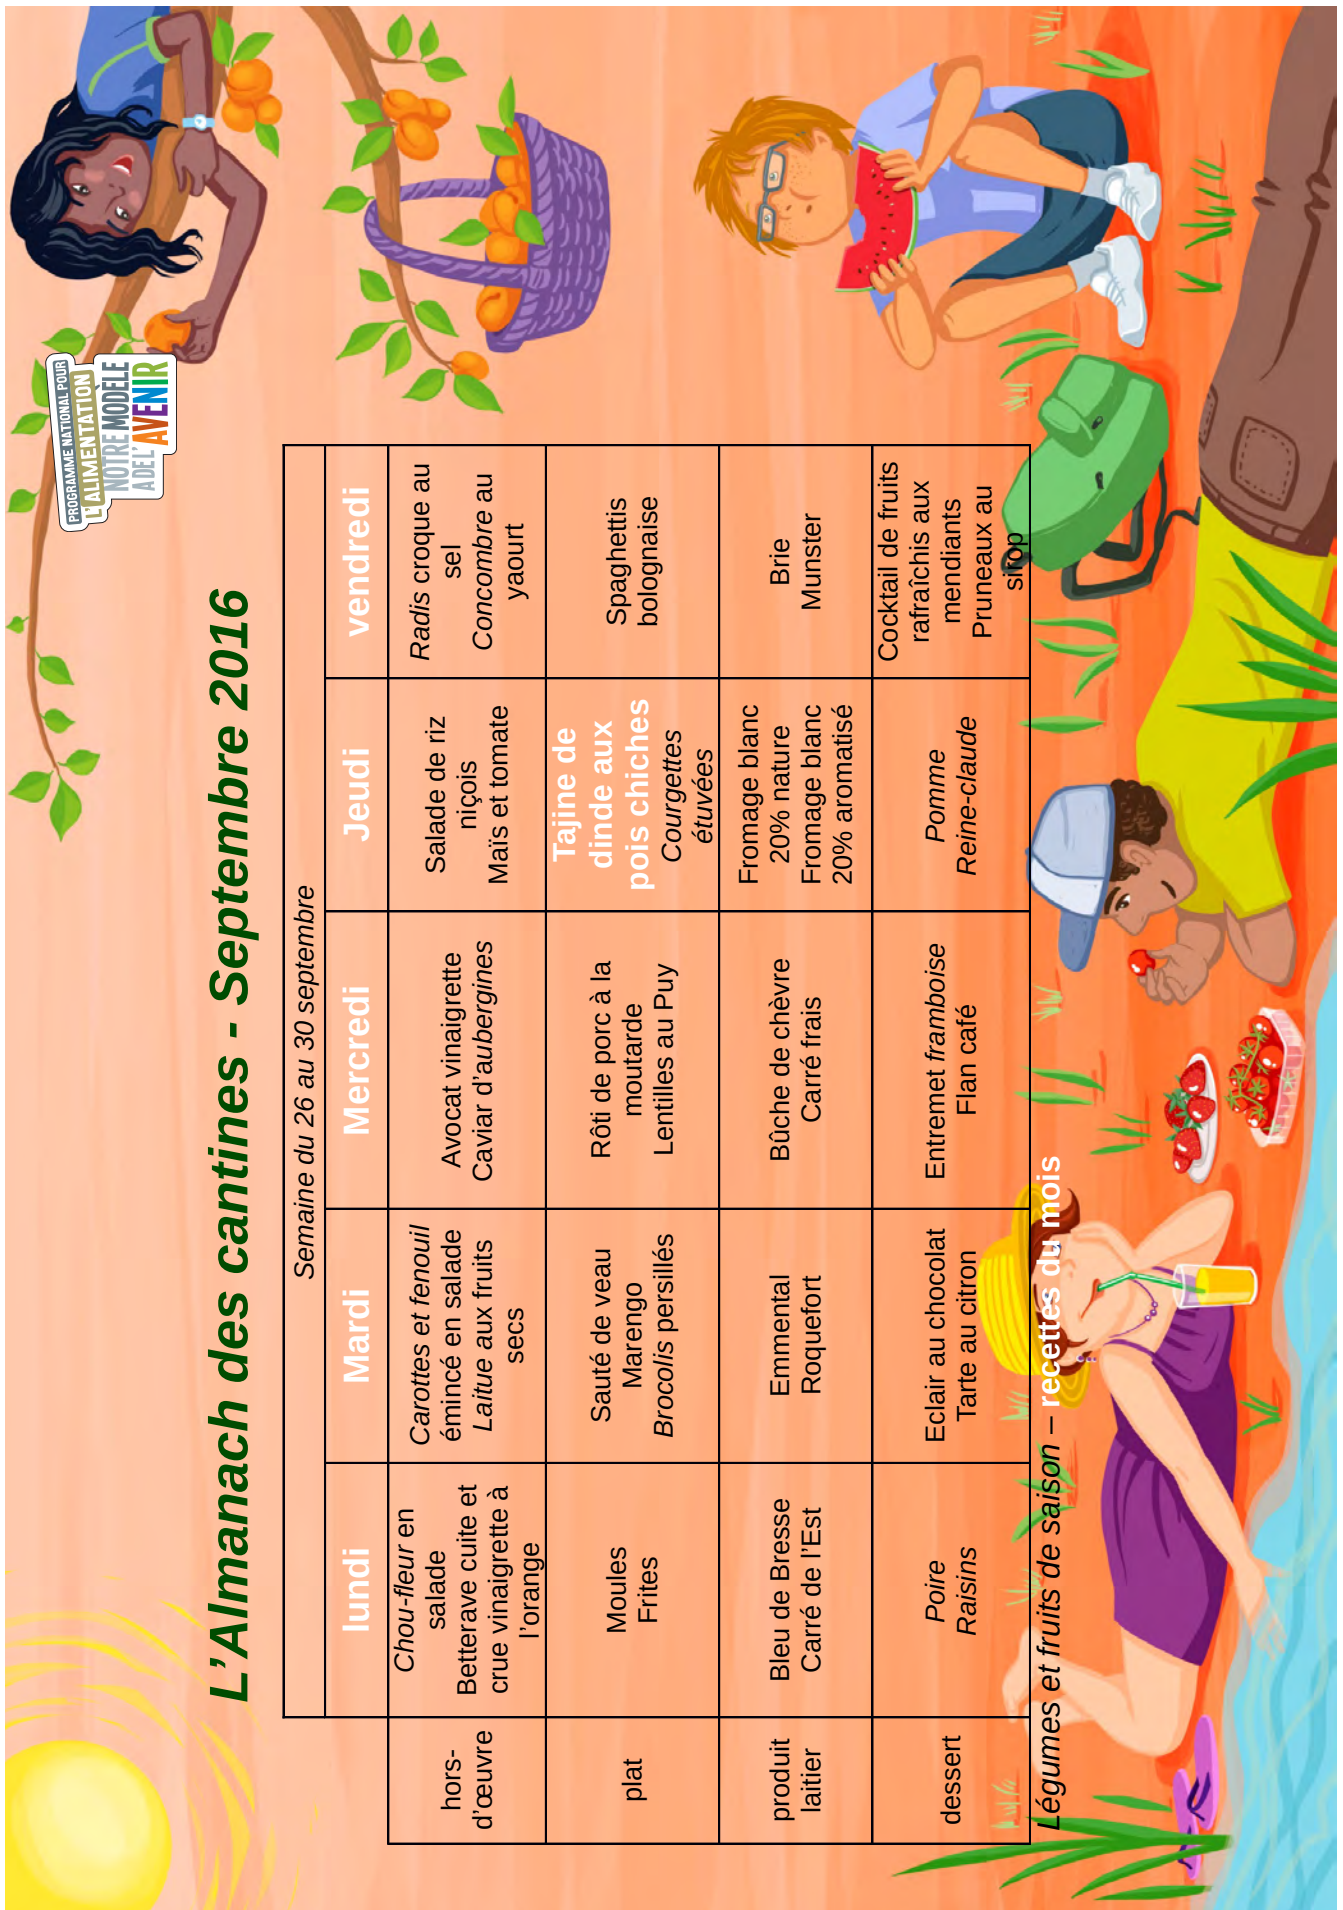 PROGRAMME NATIONAL POUR
L'ALIMENTATION
NOTRE MODÈLE
A DE L'AVENIR
L'Almanach des cantines - Septembre 2016
Semaine du 26 au 30 septembre
lundi
Mardi
Mercredi
Jeudi
vendredi
hors-
d'œuvre
Chou-fleur en
salade
Betterave cuite et
crue vinaigrette à
l'orange
Carottes et fenouil
émincé en salade
Laitue aux fruits
secs
Avocat vinaigrette
Caviar d'aubergines
Salade de riz
niçois
Maïs et tomate
Radis croque au
sel
Concombre au
yaourt
plat
Moules
Frites
Sauté de veau
Marengo
Brocolis persillés
Rôti de porc à la
moutarde
Lentilles au Puy
Tajine de
dinde aux
pois chiches
Courgettes
étuvées
Spaghettis
bolognaise
produit
laitier
Bleu de Bresse
Carré de l'Est
Emmental
Roquefort
Bûche de chèvre
Carré frais
Fromage blanc
20% nature
Fromage blanc
20% aromatisé
Brie
Munster
dessert
Poire
Raisins
Eclair au chocolat
Tarte au citron
Entremet framboise
Flan café
Pomme
Reine-claude
Cocktail de fruits
rafraîchis aux
mendiants
Pruneaux au
sirop
Légumes et fruits de saison – recettes du mois